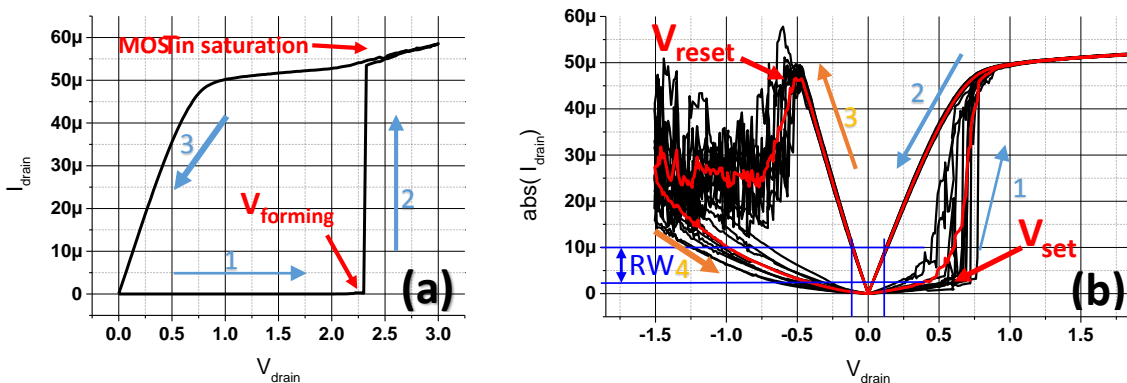 60µ
50µ
40µ
30µ
20µ
10µ
0
I_drain
MOST in saturation
3
2
V_forming
1
(a)
0.0 0.5 1.0 1.5 2.0 2.5 3.0
V_drain
60µ
50µ
40µ
30µ
20µ
10µ
0
abs( I_drain)
V_reset
3
2
1
V_set
RW
4
(b)
-1.5 -1.0 -0.5 0.0 0.5 1.0 1.5
V_drain